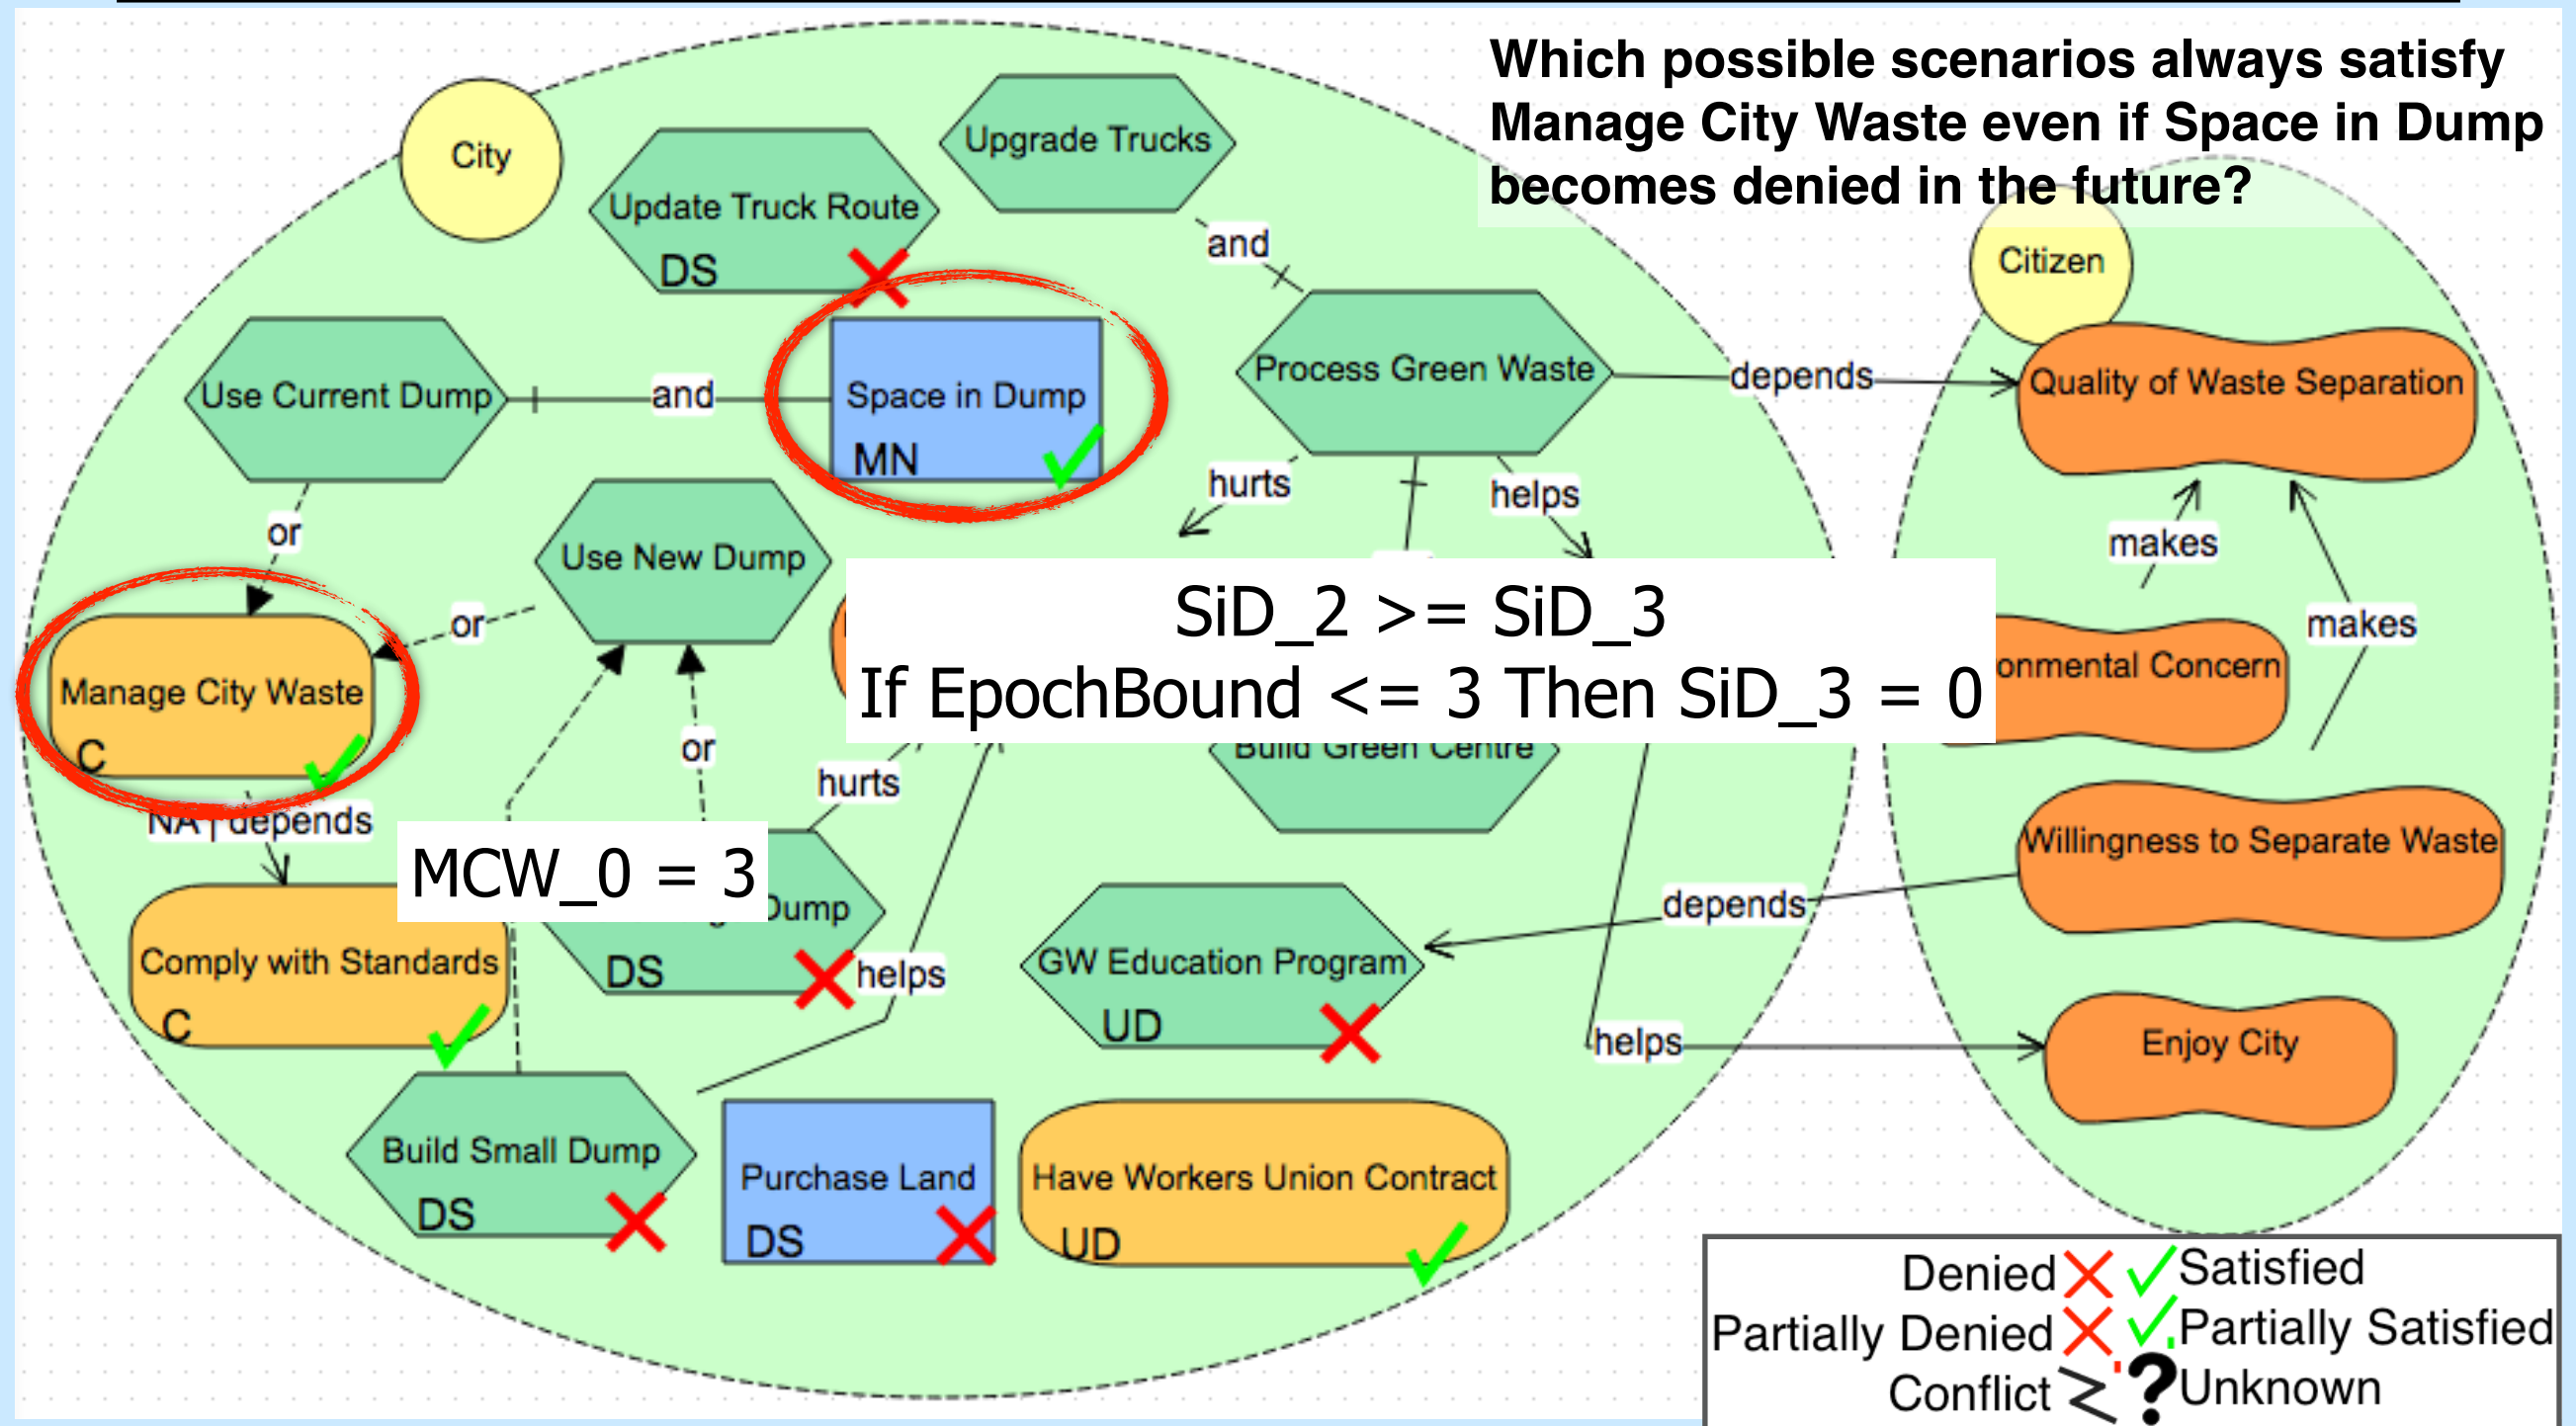 Which possible scenarios always satisfy
Manage City Waste even if Space in Dump
becomes denied in the future?
City
Update Truck Route
DS
Upgrade Trucks
and
Citizen
Use Current Dump
and
Space in Dump
MN
Process Green Waste
depends
Quality of Waste Separation
or
hurts
helps
makes
Use New Dump
or
makes
Manage City Waste
C
SiD_2 >= SiD_3
If EpochBound <= 3 Then SiD_3 = 0
onmental Concern
or
hurts
Build Green Centre
NA | depends
MCW_0 = 3
Dump
DS
Willingness to Separate Waste
depends
Comply with Standards
C
helps
GW Education Program
UD
helps
Enjoy City
Build Small Dump
DS
Purchase Land
DS
Have Workers Union Contract
UD
Denied Satisfied
Partially Denied Partially Satisfied
Conflict Unknown